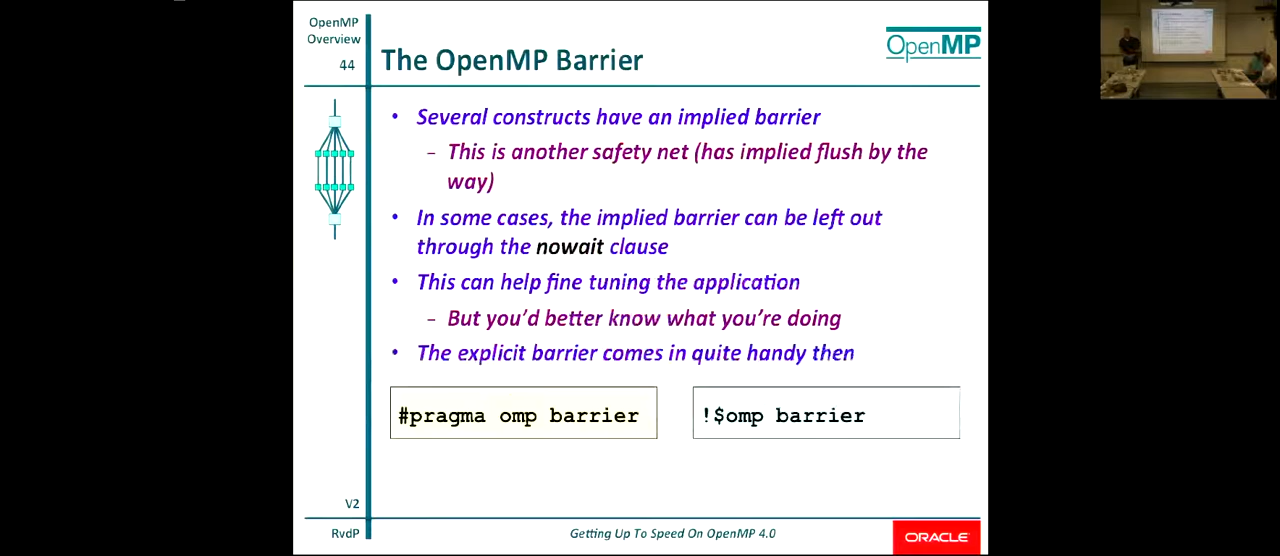 OpenMP
Overview
44
The OpenMP Barrier
OpenMP
• Several constructs have an implied barrier
– This is another safety net (has implied flush by the
way)
• In some cases, the implied barrier can be left out
through the nowait clause
• This can help fine tuning the application
– But you’d better know what you’re doing
• The explicit barrier comes in quite handy then
#pragma omp barrier
!$omp barrier
V2
RvdP
Getting Up To Speed On OpenMP 4.0
ORACLE